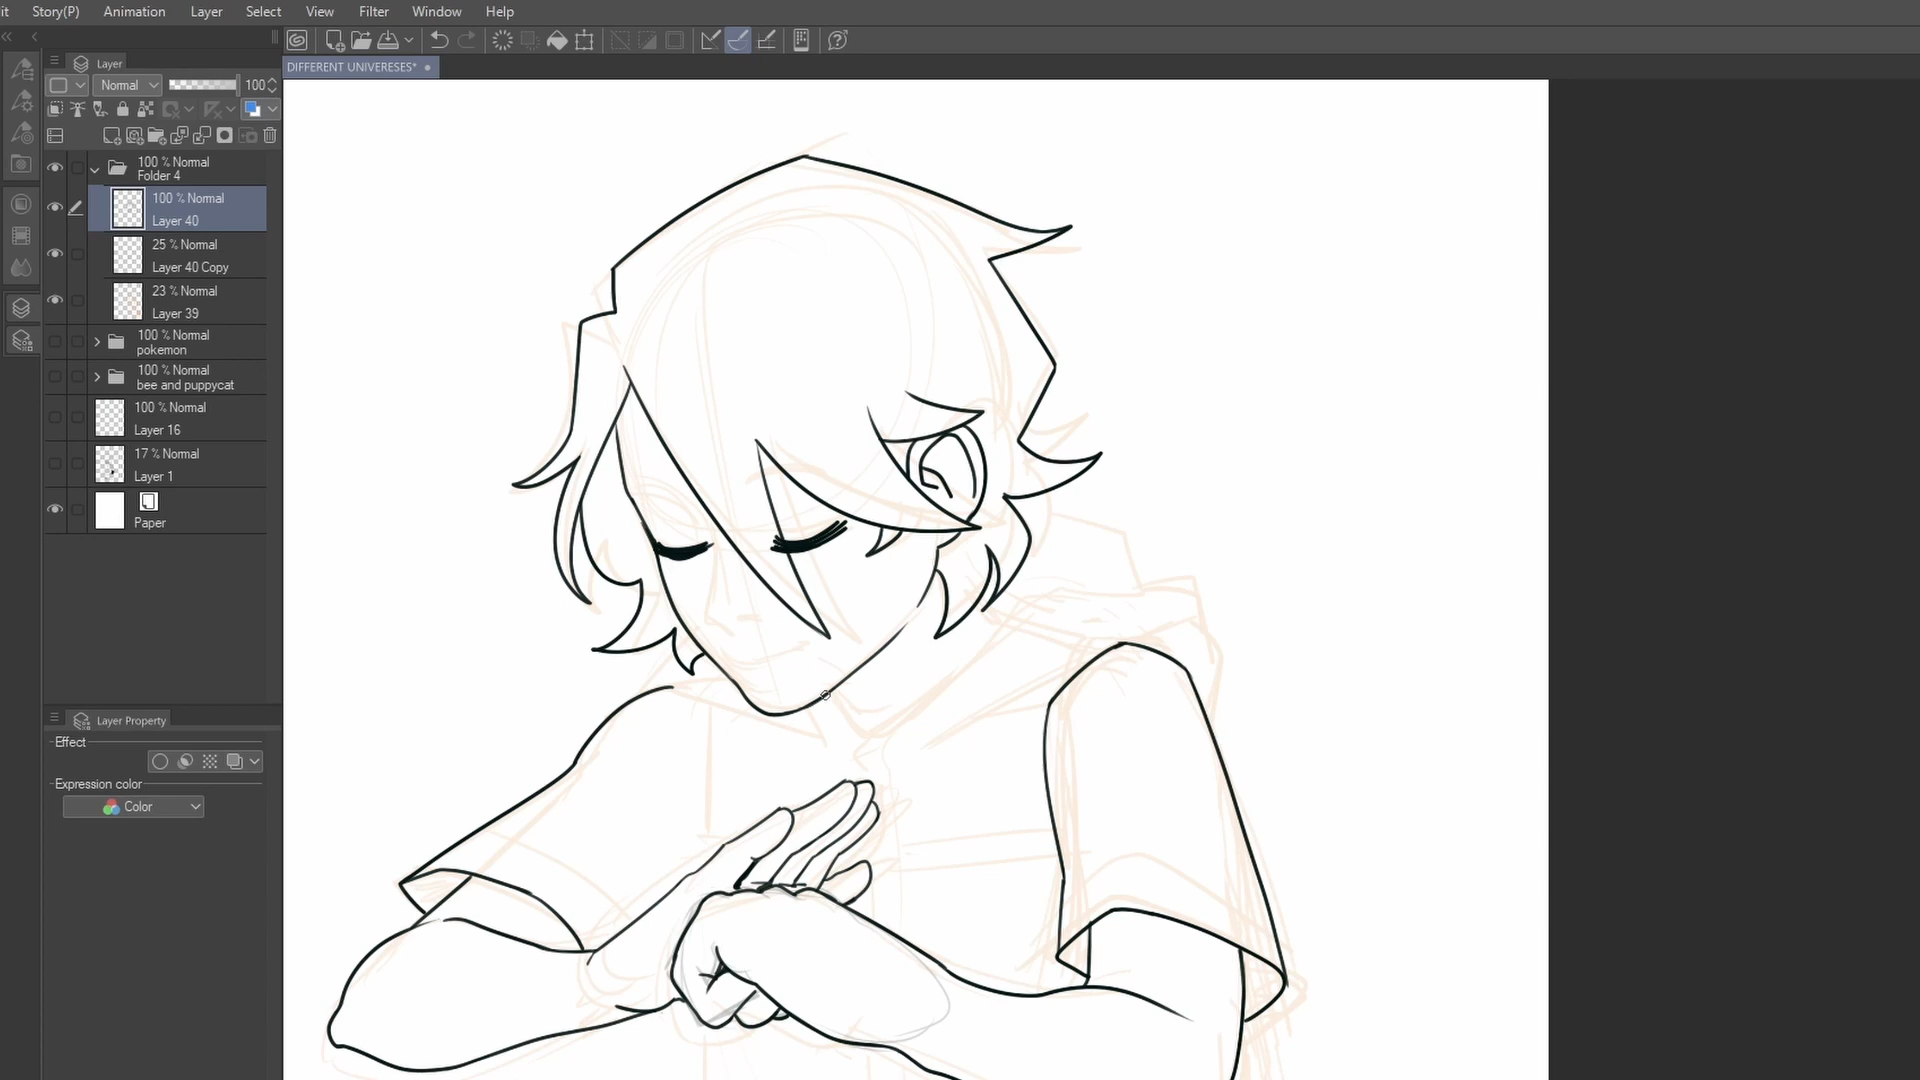 it Story(P) Animation Layer Select View Filter Window Help
Layer
DIFFERENT UNIVERESES*
Normal 100
100 % Normal
Folder 4
100 % Normal
Layer 40
25 % Normal
Layer 40 Copy
23 % Normal
Layer 39
100 % Normal
pokemon
100 % Normal
bee and puppycat
100 % Normal
Layer 16
17 % Normal
Layer 1
Paper
Layer Property
Effect
Expression color
Color